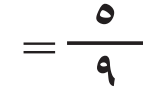 = ٥/٩